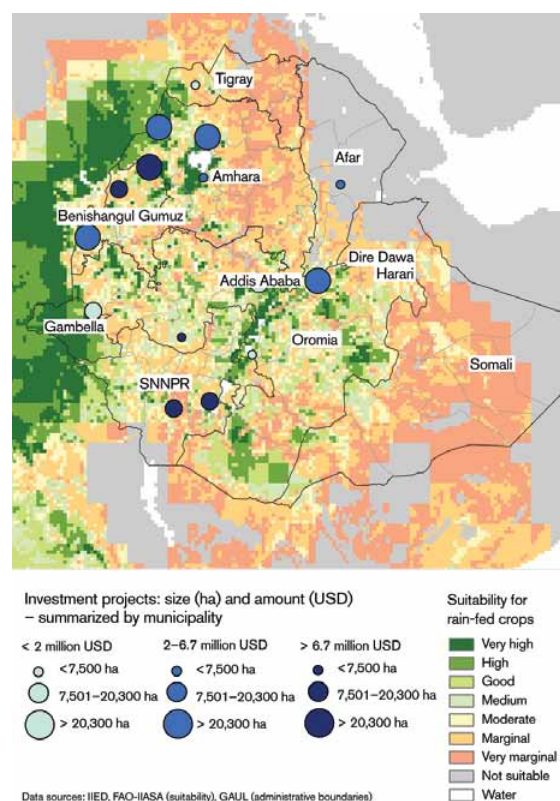 Tigray
Afar
Amhara
Benishangul Gumuz
Dire Dawa
Harari
Addis Ababa
Gambella
Oromia
Somali
SNNPR
Investment projects: size (ha) and amount (USD)
– summarized by municipality
< 2 million USD
<7,500 ha
7,501–20,300 ha
> 20,300 ha
2–6.7 million USD
<7,500 ha
7,501–20,300 ha
> 20,300 ha
> 6.7 million USD
<7,500 ha
7,501–20,300 ha
> 20,300 ha
Suitability for
rain-fed crops
Very high
High
Good
Medium
Moderate
Marginal
Very marginal
Not suitable
Water
Data sources: IIED, FAO-IIASA (suitability), GAUL (administrative boundaries)